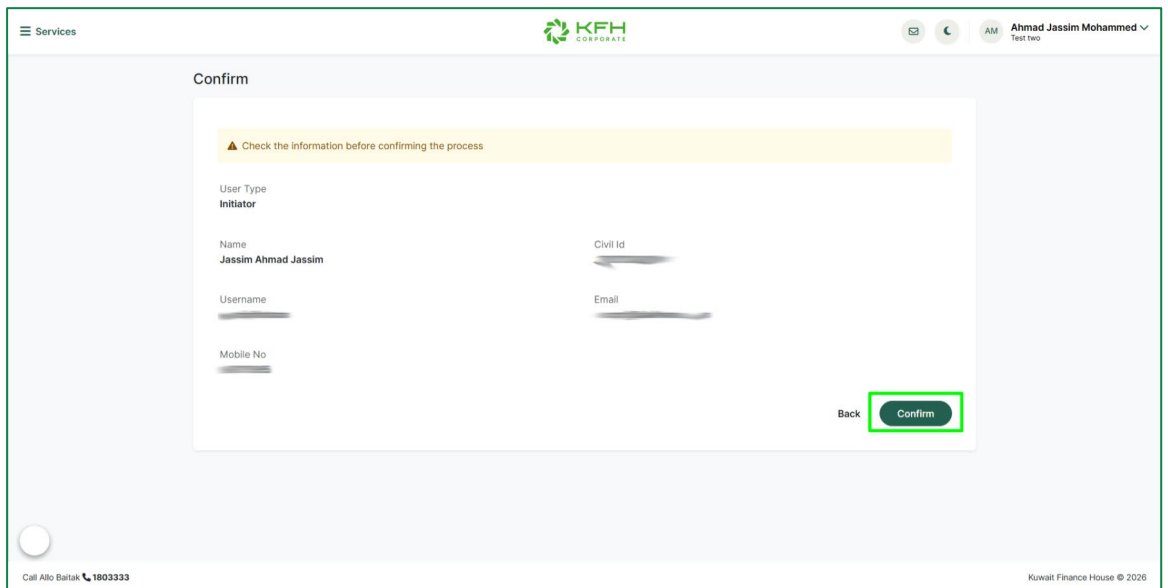 Services
KFH
CORPORATE
AM
Ahmad Jassim Mohammed
Test two
Confirm
Check the information before confirming the process
User Type
Initiator
Name
Jassim Ahmad Jassim
Civil Id
Username
Email
Mobile No
Back
Confirm
Call Allo Baitak 1803333
Kuwait Finance House © 2026